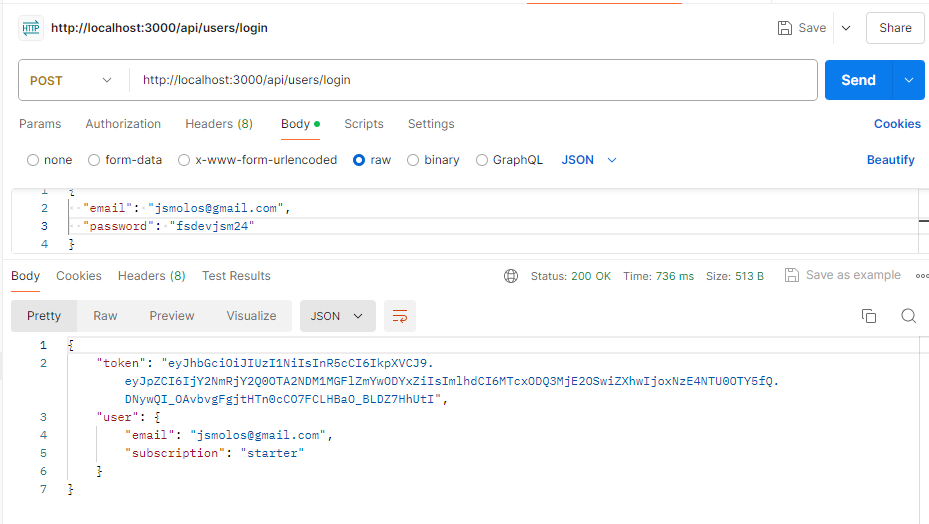 HTTP http://localhost:3000/api/users/login Save Share
POST http://localhost:3000/api/users/login Send
Params Authorization Headers (8) Body Scripts Settings Cookies
none form-data x-www-form-urlencoded raw binary GraphQL JSON Beautify
1 {
2 "email": "jsmolos@gmail.com",
3 "password": "fsdevjsm24"
4 }
Body Cookies Headers (8) Test Results Status: 200 OK Time: 736 ms Size: 513 B Save as example
Pretty Raw Preview Visualize JSON
1 {
2 "token": "eyJhbGciOiJIUzI1NiIsInR5cCI6IkpXVCJ9.
eyJpZCI6IjY2NmRjY2Q0OTA2NDM1MGFlZmYwODYxZiIsImlhdCI6MTcxODQ3MjE2OSwiZXhwIjoxNzE4NTU0OTY5fQ.
DNywQI_OAvbvgFgjtHTn0cCO7FCLHBaO_BLDZ7HhUtI",
3 "user": {
4 "email": "jsmolos@gmail.com",
5 "subscription": "starter"
6 }
7 }